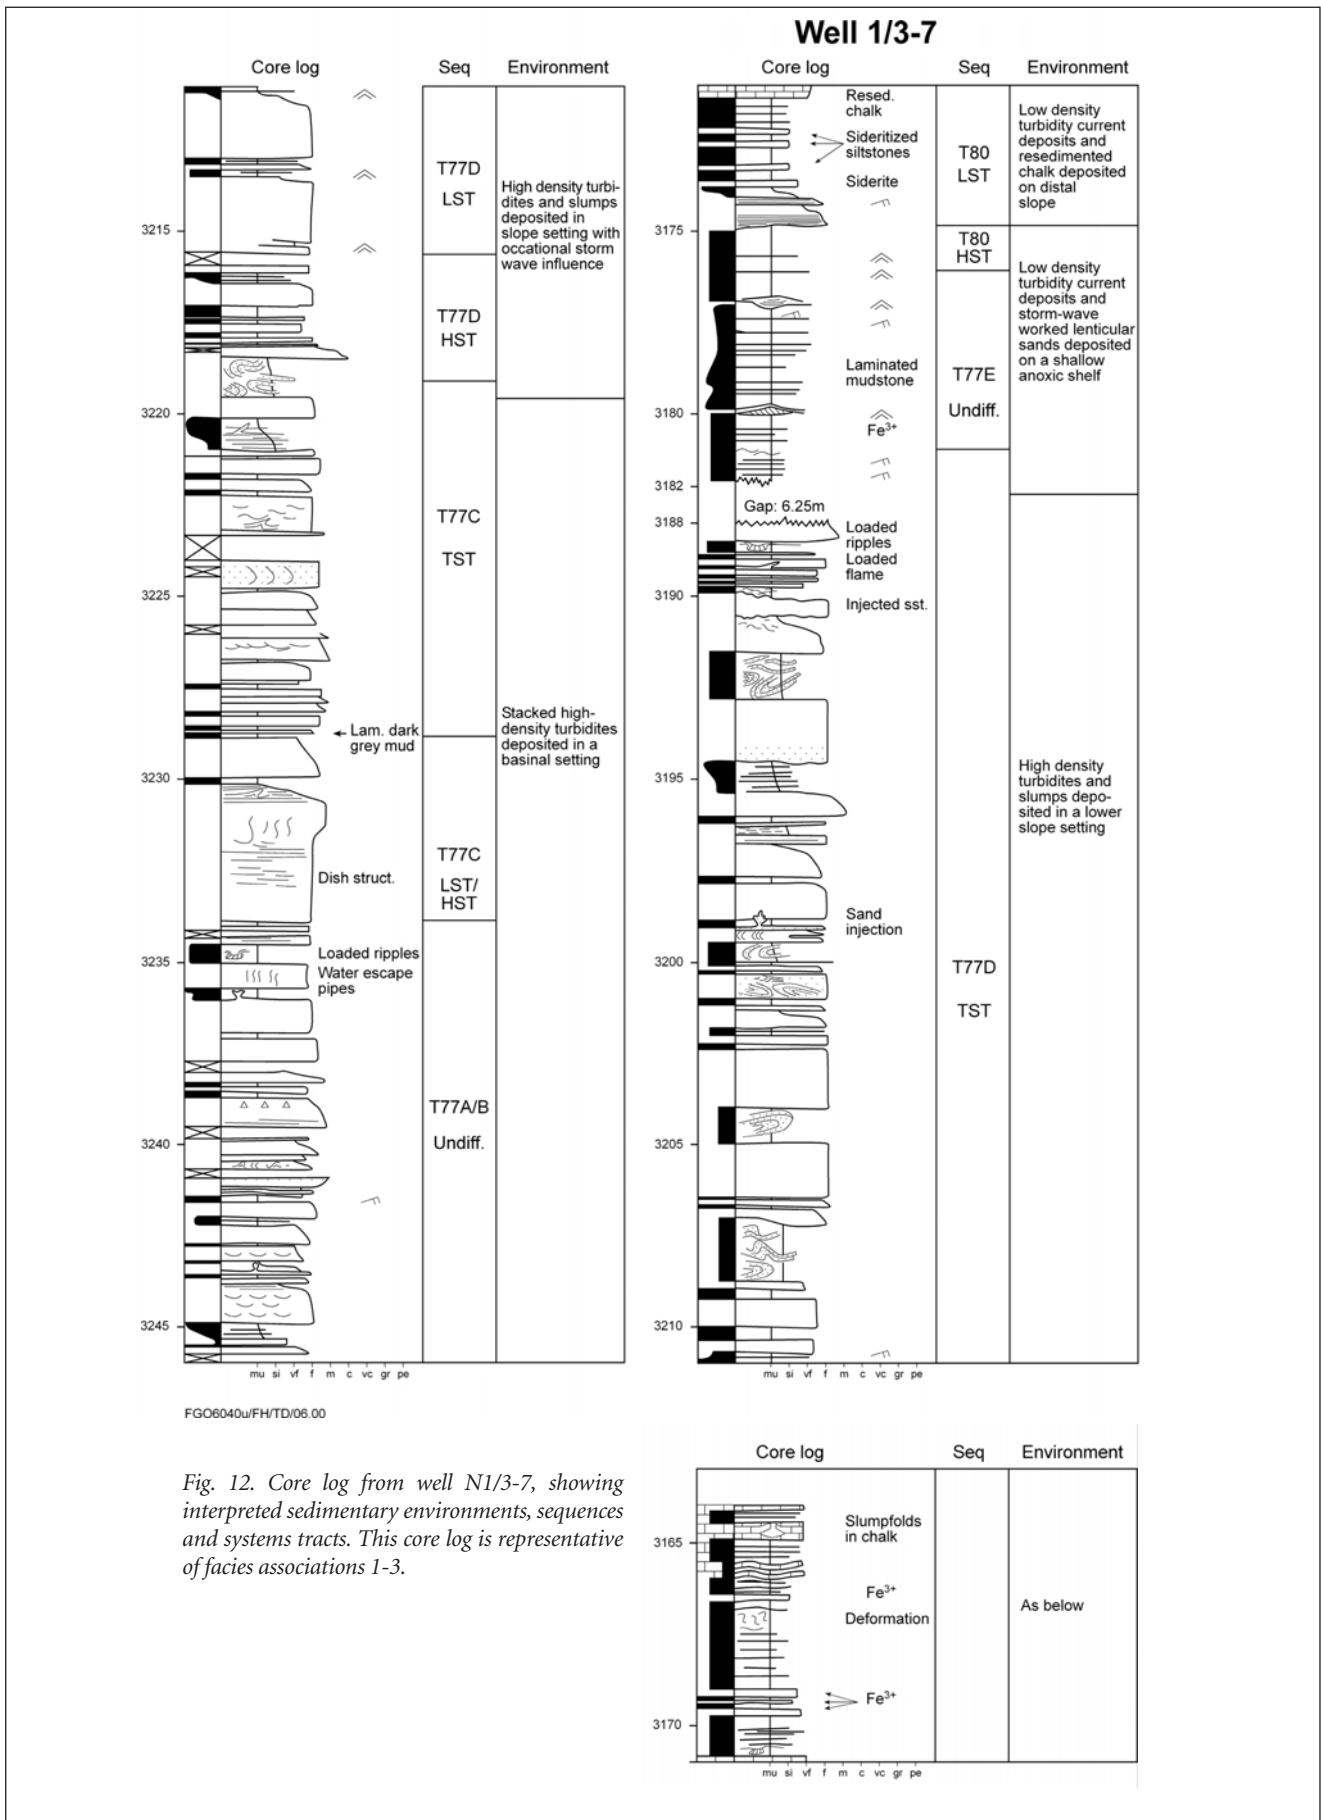 Well 1/3-7
Core log
Seq
Environment
3215
3220
3225
3230
3235
3240
3245
Lam. dark
grey mud
Dish struct.
Loaded ripples
Water escape
pipes
T77D
LST
T77D
HST
T77C
TST
T77C
LST/
HST
T77A/B
Undiff.
High density turbi-
dites and slumps
deposited in
slope setting with
occational storm
wave influence
Stacked high-
density turbidites
deposited in a
basinal setting
mu si vf f m c vc gr pe
FGO6040u/FH/TD/06.00
Core log
Seq
Environment
3175
3180
3182
3188
3190
3195
3200
3205
3210
Resed.
chalk
Sideritized
siltstones
Siderite
Laminated
mudstone
Fe3+
Gap: 6.25m
Loaded
ripples
Loaded
flame
Injected sst.
Sand
injection
T80
LST
T80
HST
T77E
Undiff.
T77D
TST
Low density
turbidity current
deposits and
resedimented
chalk deposited
on distal
slope
Low density
turbidity current
deposits and
storm-wave
worked lenticular
sands deposited
on a shallow
anoxic shelf
High density
turbidites and
slumps depo-
sited in a lower
slope setting
mu si vf f m c vc gr pe
Core log
Seq
Environment
3165
3170
Slumpfolds
in chalk
Fe3+
Deformation
Fe3+
As below
mu si vf f m c vc gr pe
Fig. 12. Core log from well N1/3-7, showing
interpreted sedimentary environments, sequences
and systems tracts. This core log is representative
of facies associations 1-3.